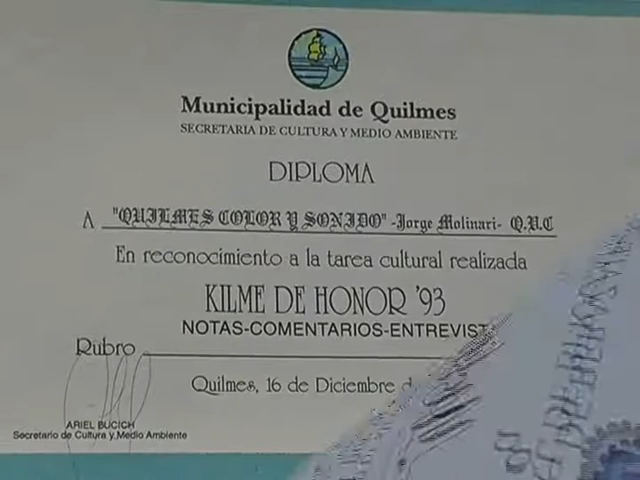 Municipalidad de Quilmes
SECRETARIA DE CULTURA Y MEDIO AMBIENTE
DIPLOMA
A "QUILMES COLOR Y SONIDO" -Jorge Molinari- Q.V.C
En reconocimiento a la tarea cultural realizada
KILME DE HONOR '93
NOTAS-COMENTARIOS-ENTREVIST
Rubro
Quilmes, 16 de Diciembre d
ARIEL BUCICH
Secretario de Cultura y Medio Ambiente